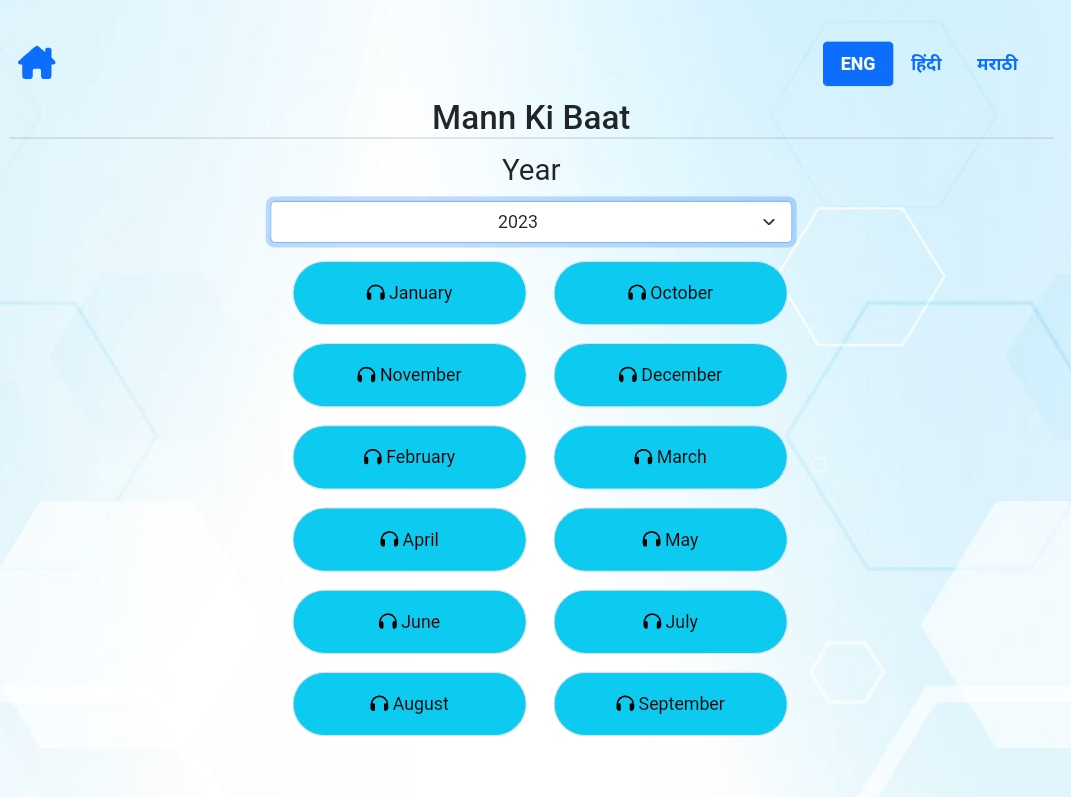 ENG हिंदी मराठी
Mann Ki Baat
Year
2023
January October
November December
February March
April May
June July
August September